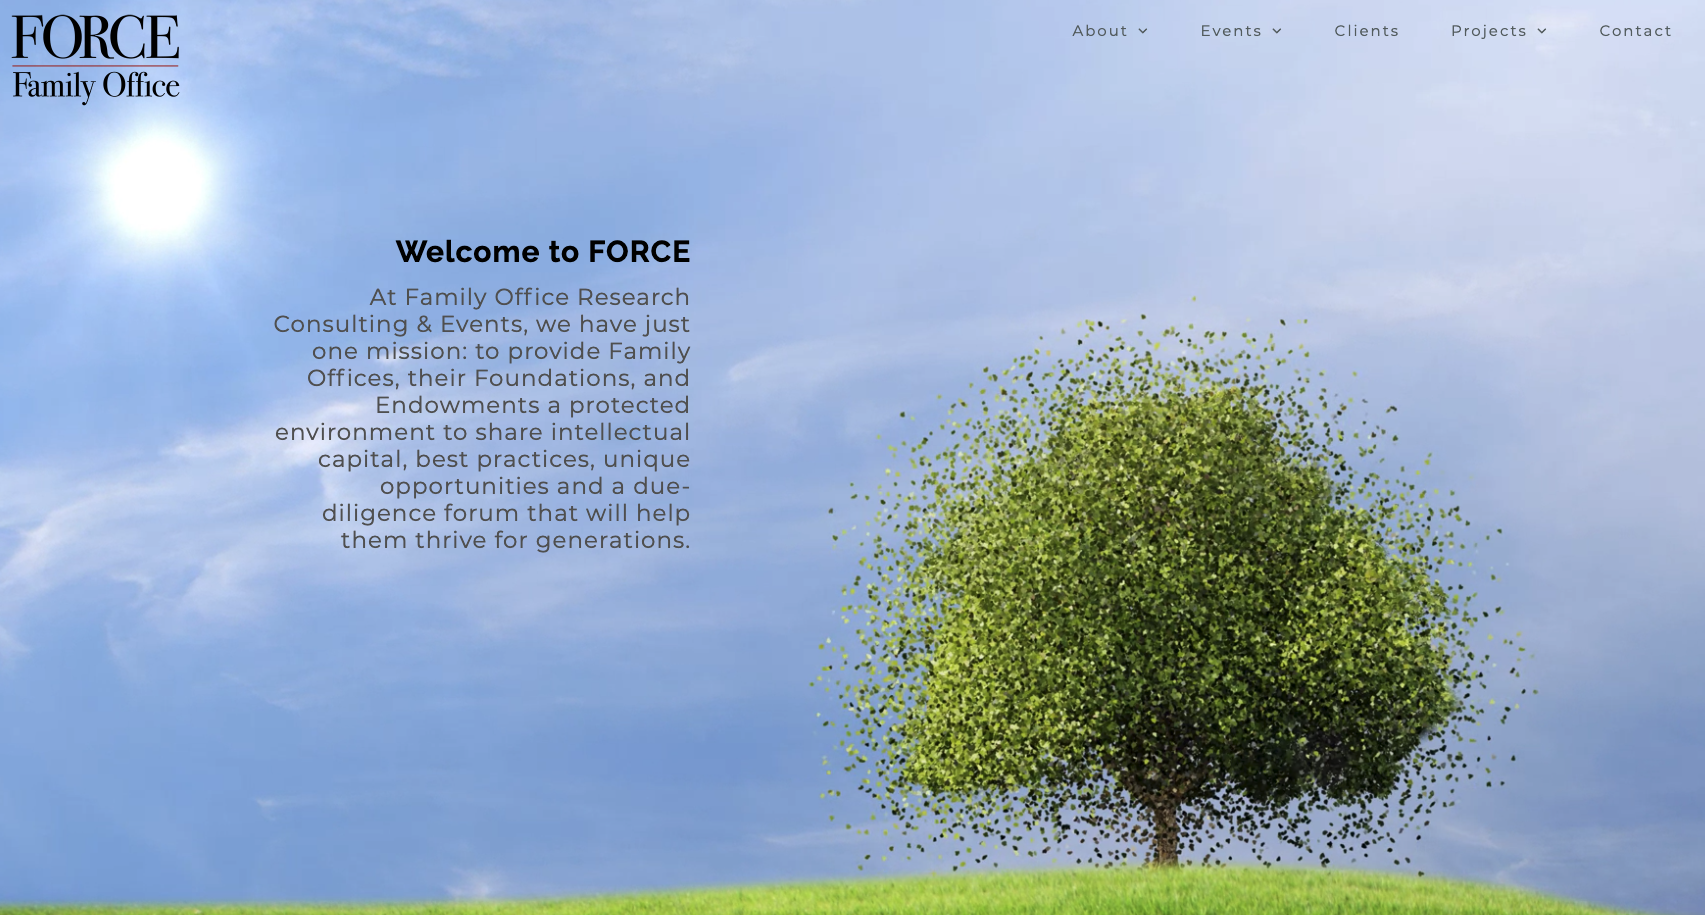 FORCE
Family Office
About
Events
Clients
Projects
Contact
Welcome to FORCE
At Family Office Research
Consulting & Events, we have just
one mission: to provide Family
Offices, their Foundations, and
Endowments a protected
environment to share intellectual
capital, best practices, unique
opportunities and a due-
diligence forum that will help
them thrive for generations.